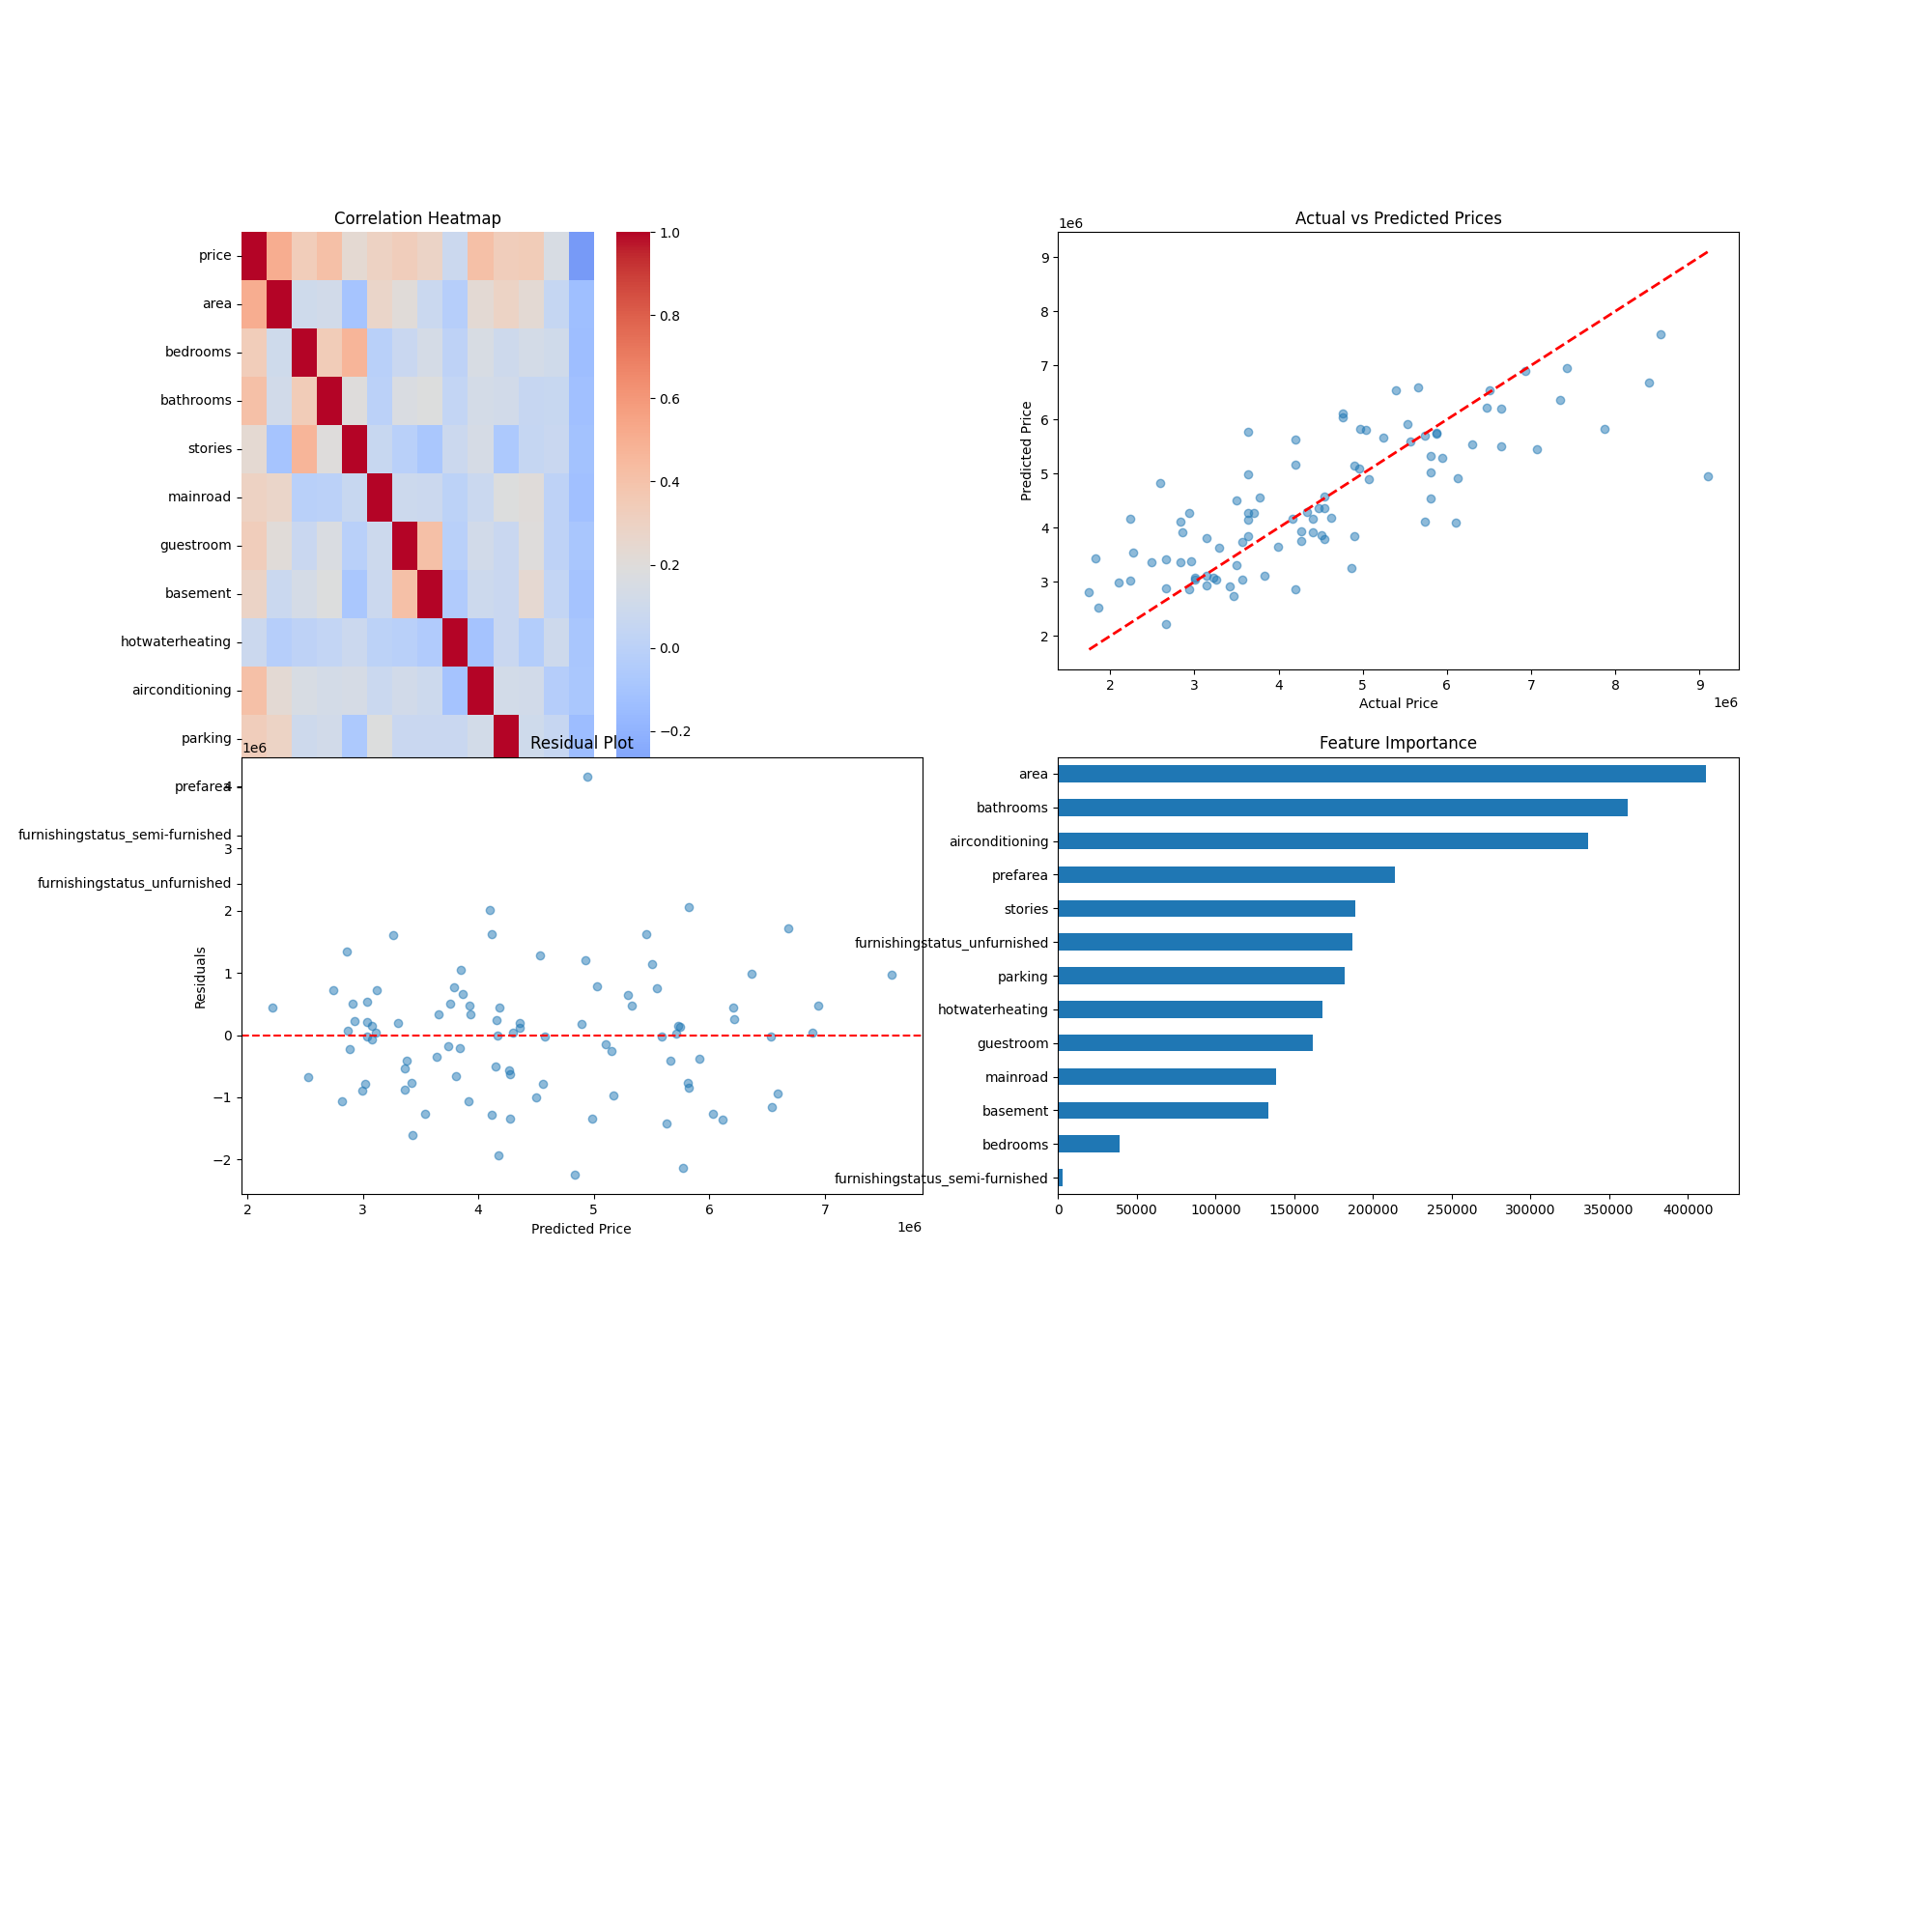 Correlation Heatmap
price
area
bedrooms
bathrooms
stories
mainroad
guestroom
basement
hotwaterheating
airconditioning
parking
prefarea
furnishingstatus_semi-furnished
furnishingstatus_unfurnished
1.0
0.8
0.6
0.4
0.2
0.0
−0.2
Actual vs Predicted Prices
1e6
Predicted Price
9
8
7
6
5
4
3
2
2 3 4 5 6 7 8 9
Actual Price
1e6
Residual Plot
1e6
Residuals
4
3
2
1
0
−1
−2
2 3 4 5 6 7
Predicted Price
1e6
Feature Importance
area
bathrooms
airconditioning
prefarea
stories
furnishingstatus_unfurnished
parking
hotwaterheating
guestroom
mainroad
basement
bedrooms
furnishingstatus_semi-furnished
0 50000 100000 150000 200000 250000 300000 350000 400000